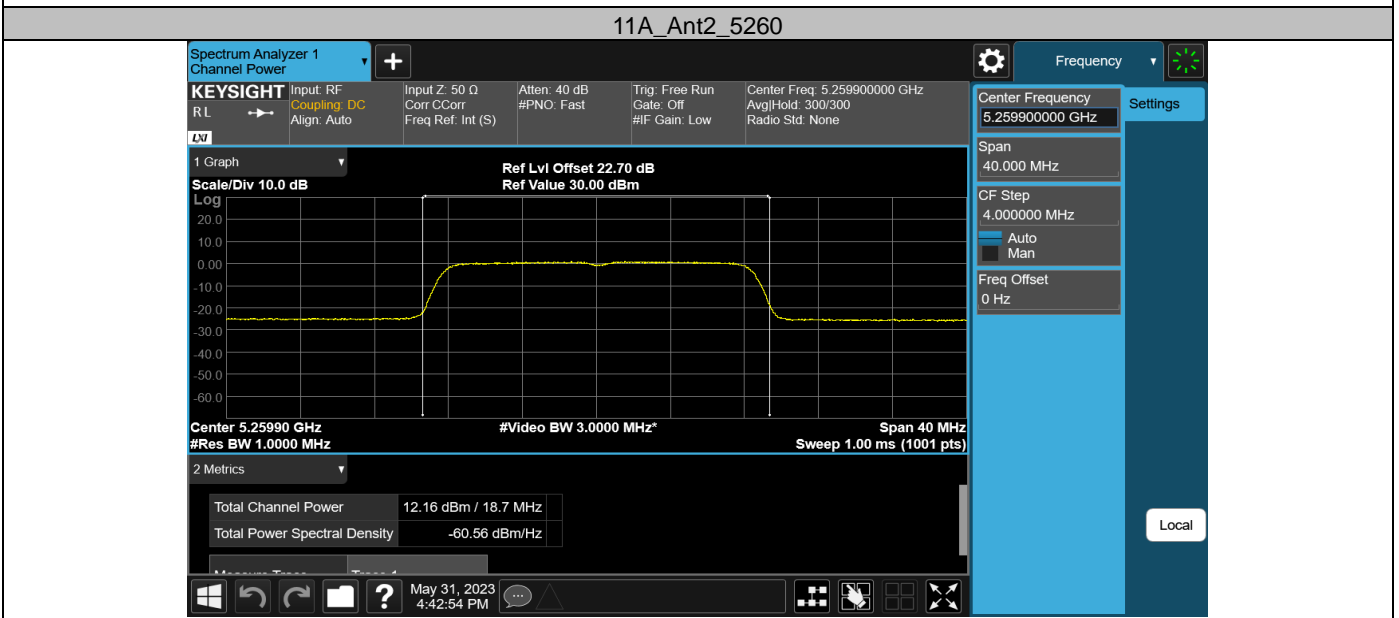 11A_Ant2_5260
Spectrum Analyzer 1
Channel Power
Frequency
KEYSIGHT
R L
LXI
Input: RF
Coupling: DC
Align: Auto
Input Z: 50 Ω
Corr CCorr
Freq Ref: Int (S)
Atten: 40 dB
#PNO: Fast
Trig: Free Run
Gate: Off
#IF Gain: Low
Center Freq: 5.259900000 GHz
Avg|Hold: 300/300
Radio Std: None
Center Frequency
5.259900000 GHz
Settings
Span
40.000 MHz
CF Step
4.000000 MHz
Auto
Man
Freq Offset
0 Hz
1 Graph
Scale/Div 10.0 dB
Log
Ref Lvl Offset 22.70 dB
Ref Value 30.00 dBm
20.0
10.0
0.00
-10.0
-20.0
-30.0
-40.0
-50.0
-60.0
Center 5.25990 GHz
#Res BW 1.0000 MHz
#Video BW 3.0000 MHz*
Span 40 MHz
Sweep 1.00 ms (1001 pts)
2 Metrics
Total Channel Power 12.16 dBm / 18.7 MHz
Total Power Spectral Density -60.56 dBm/Hz
Local
?
May 31, 2023
4:42:54 PM